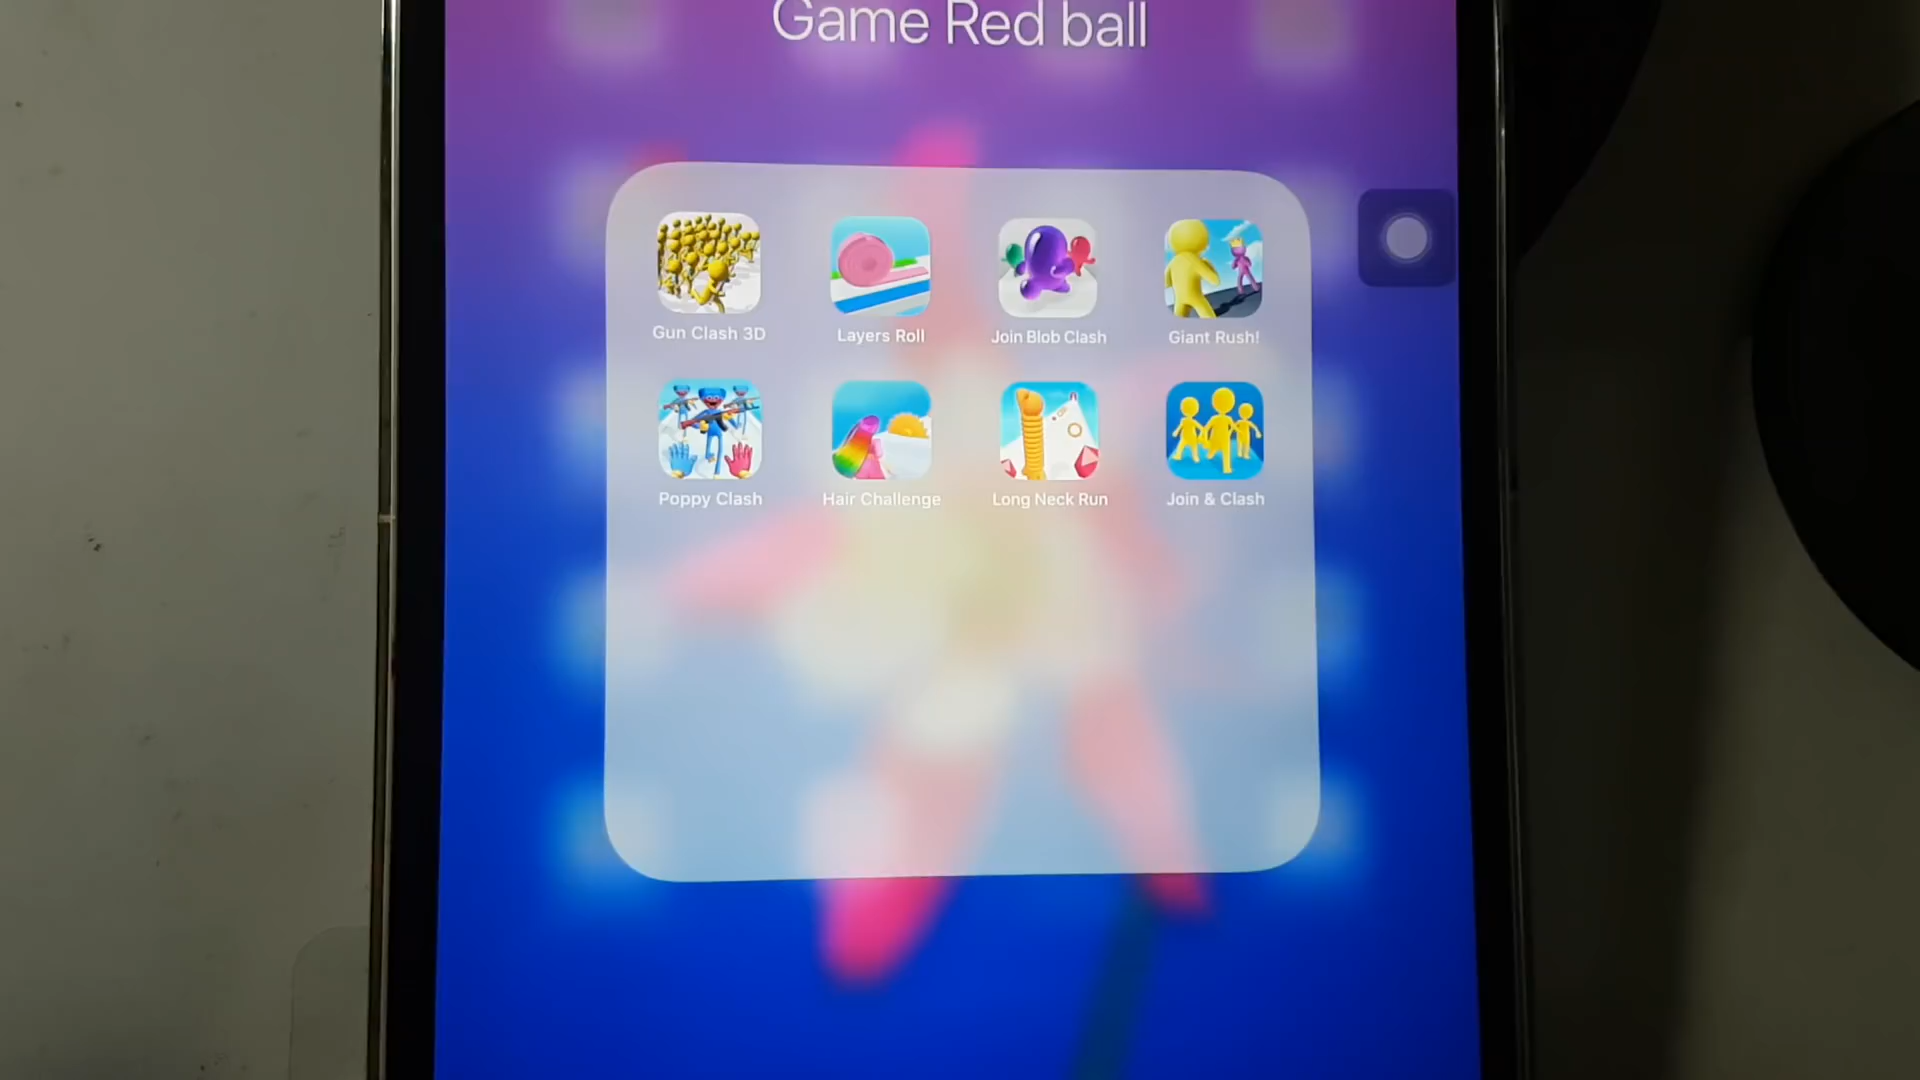 Game Red ball
Gun Clash 3D
Layers Roll
Join Blob Clash
Giant Rush!
Poppy Clash
Hair Challenge
Long Neck Run
Join & Clash